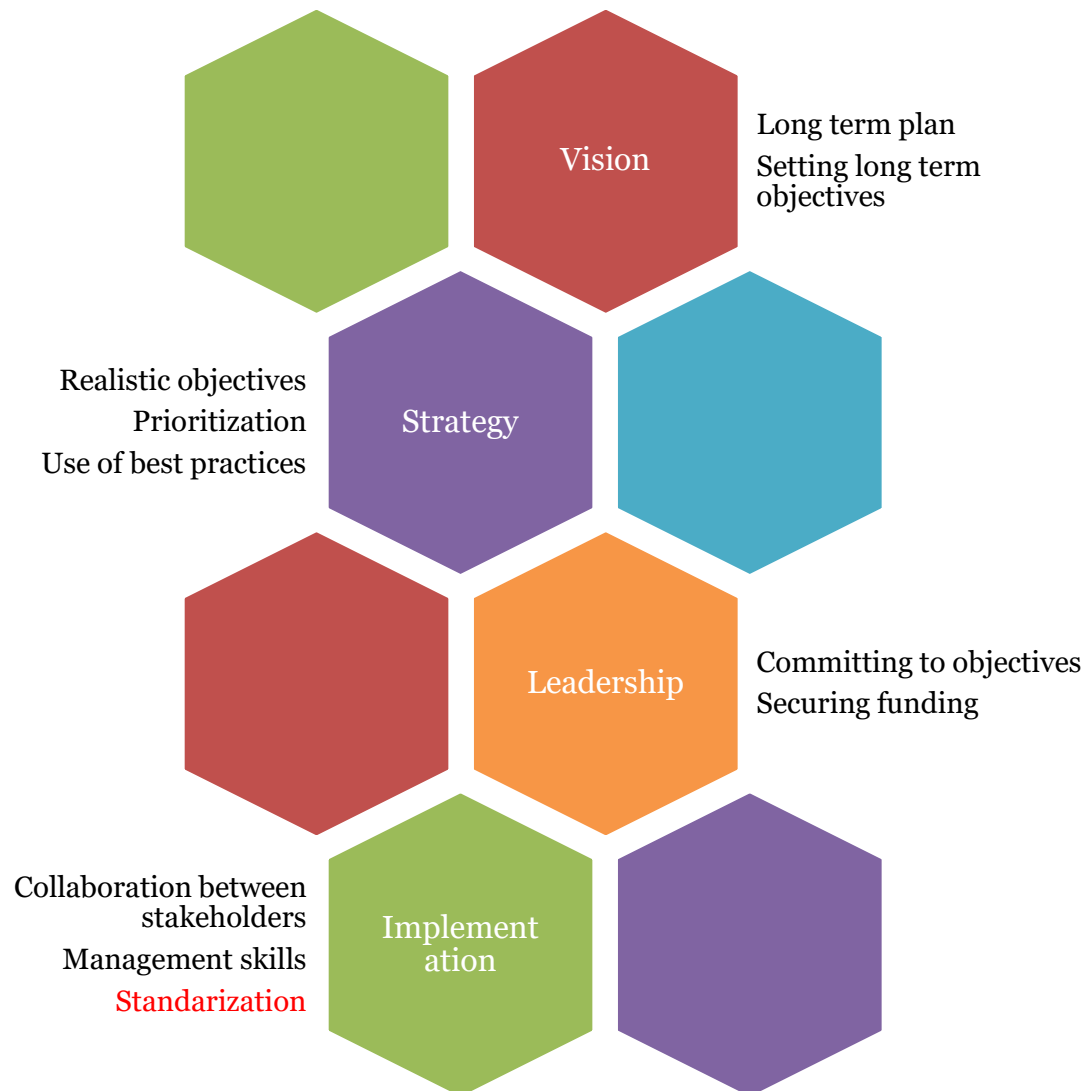 Vision
Long term plan
Setting long term
objectives
Realistic objectives
Prioritization
Use of best practices
Strategy
Leadership
Committing to objectives
Securing funding
Collaboration between
stakeholders
Management skills
Standarization
Implement
ation